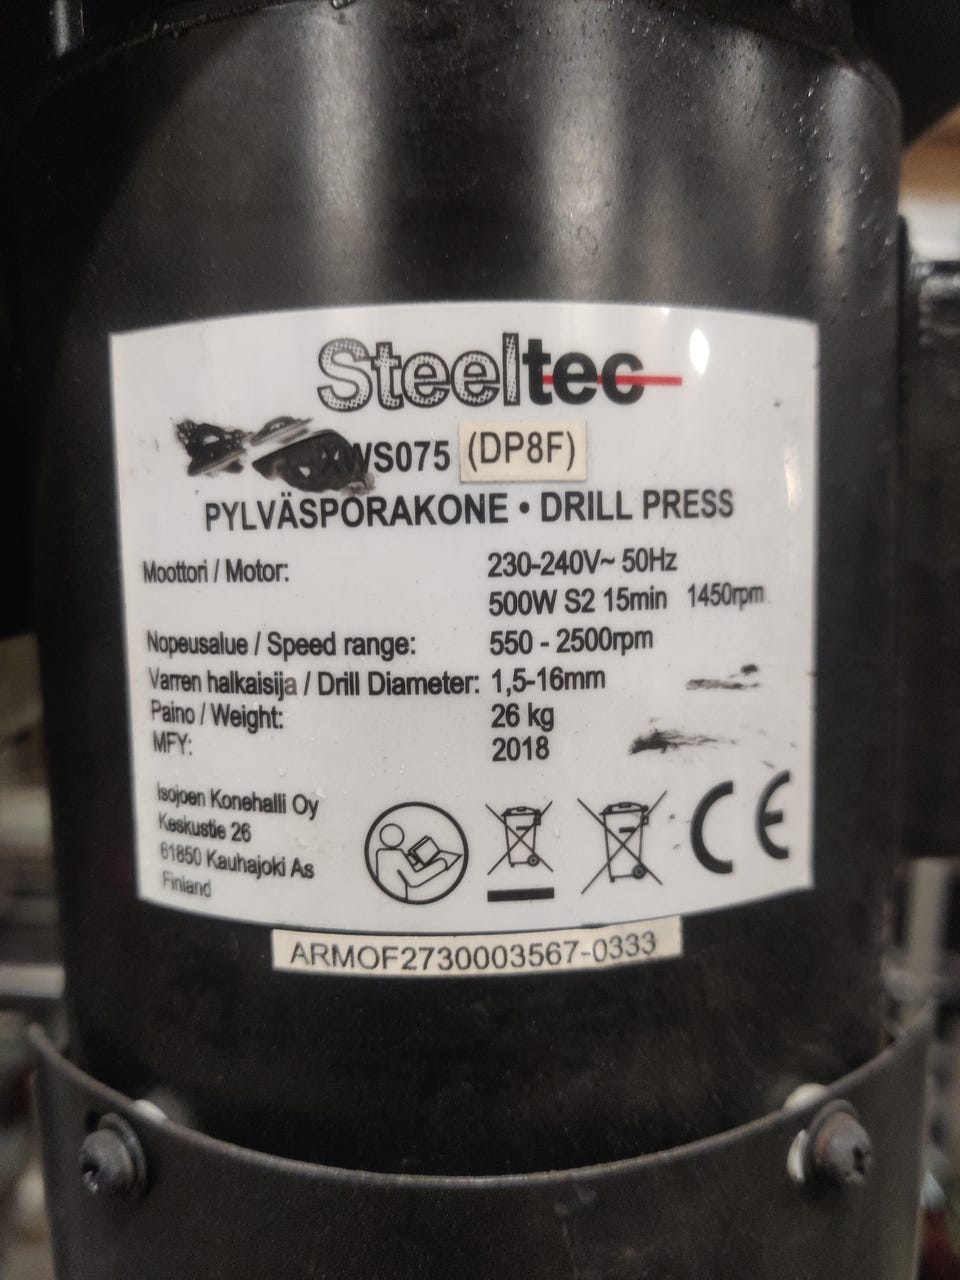 Steeltec
XWS075 (DP8F)
PYLVÄSPORAKONE • DRILL PRESS
Moottori / Motor: 230-240V~ 50Hz
500W S2 15min 1450rpm
Nopeusalue / Speed range: 550 - 2500rpm
Varren halkaisija / Drill Diameter: 1,5-16mm
Paino / Weight: 26 kg
MFY: 2018
Isojoen Konehalli Oy
Keskustie 26
61850 Kauhajoki As
Finland
CE
ARMOF2730003567-0333